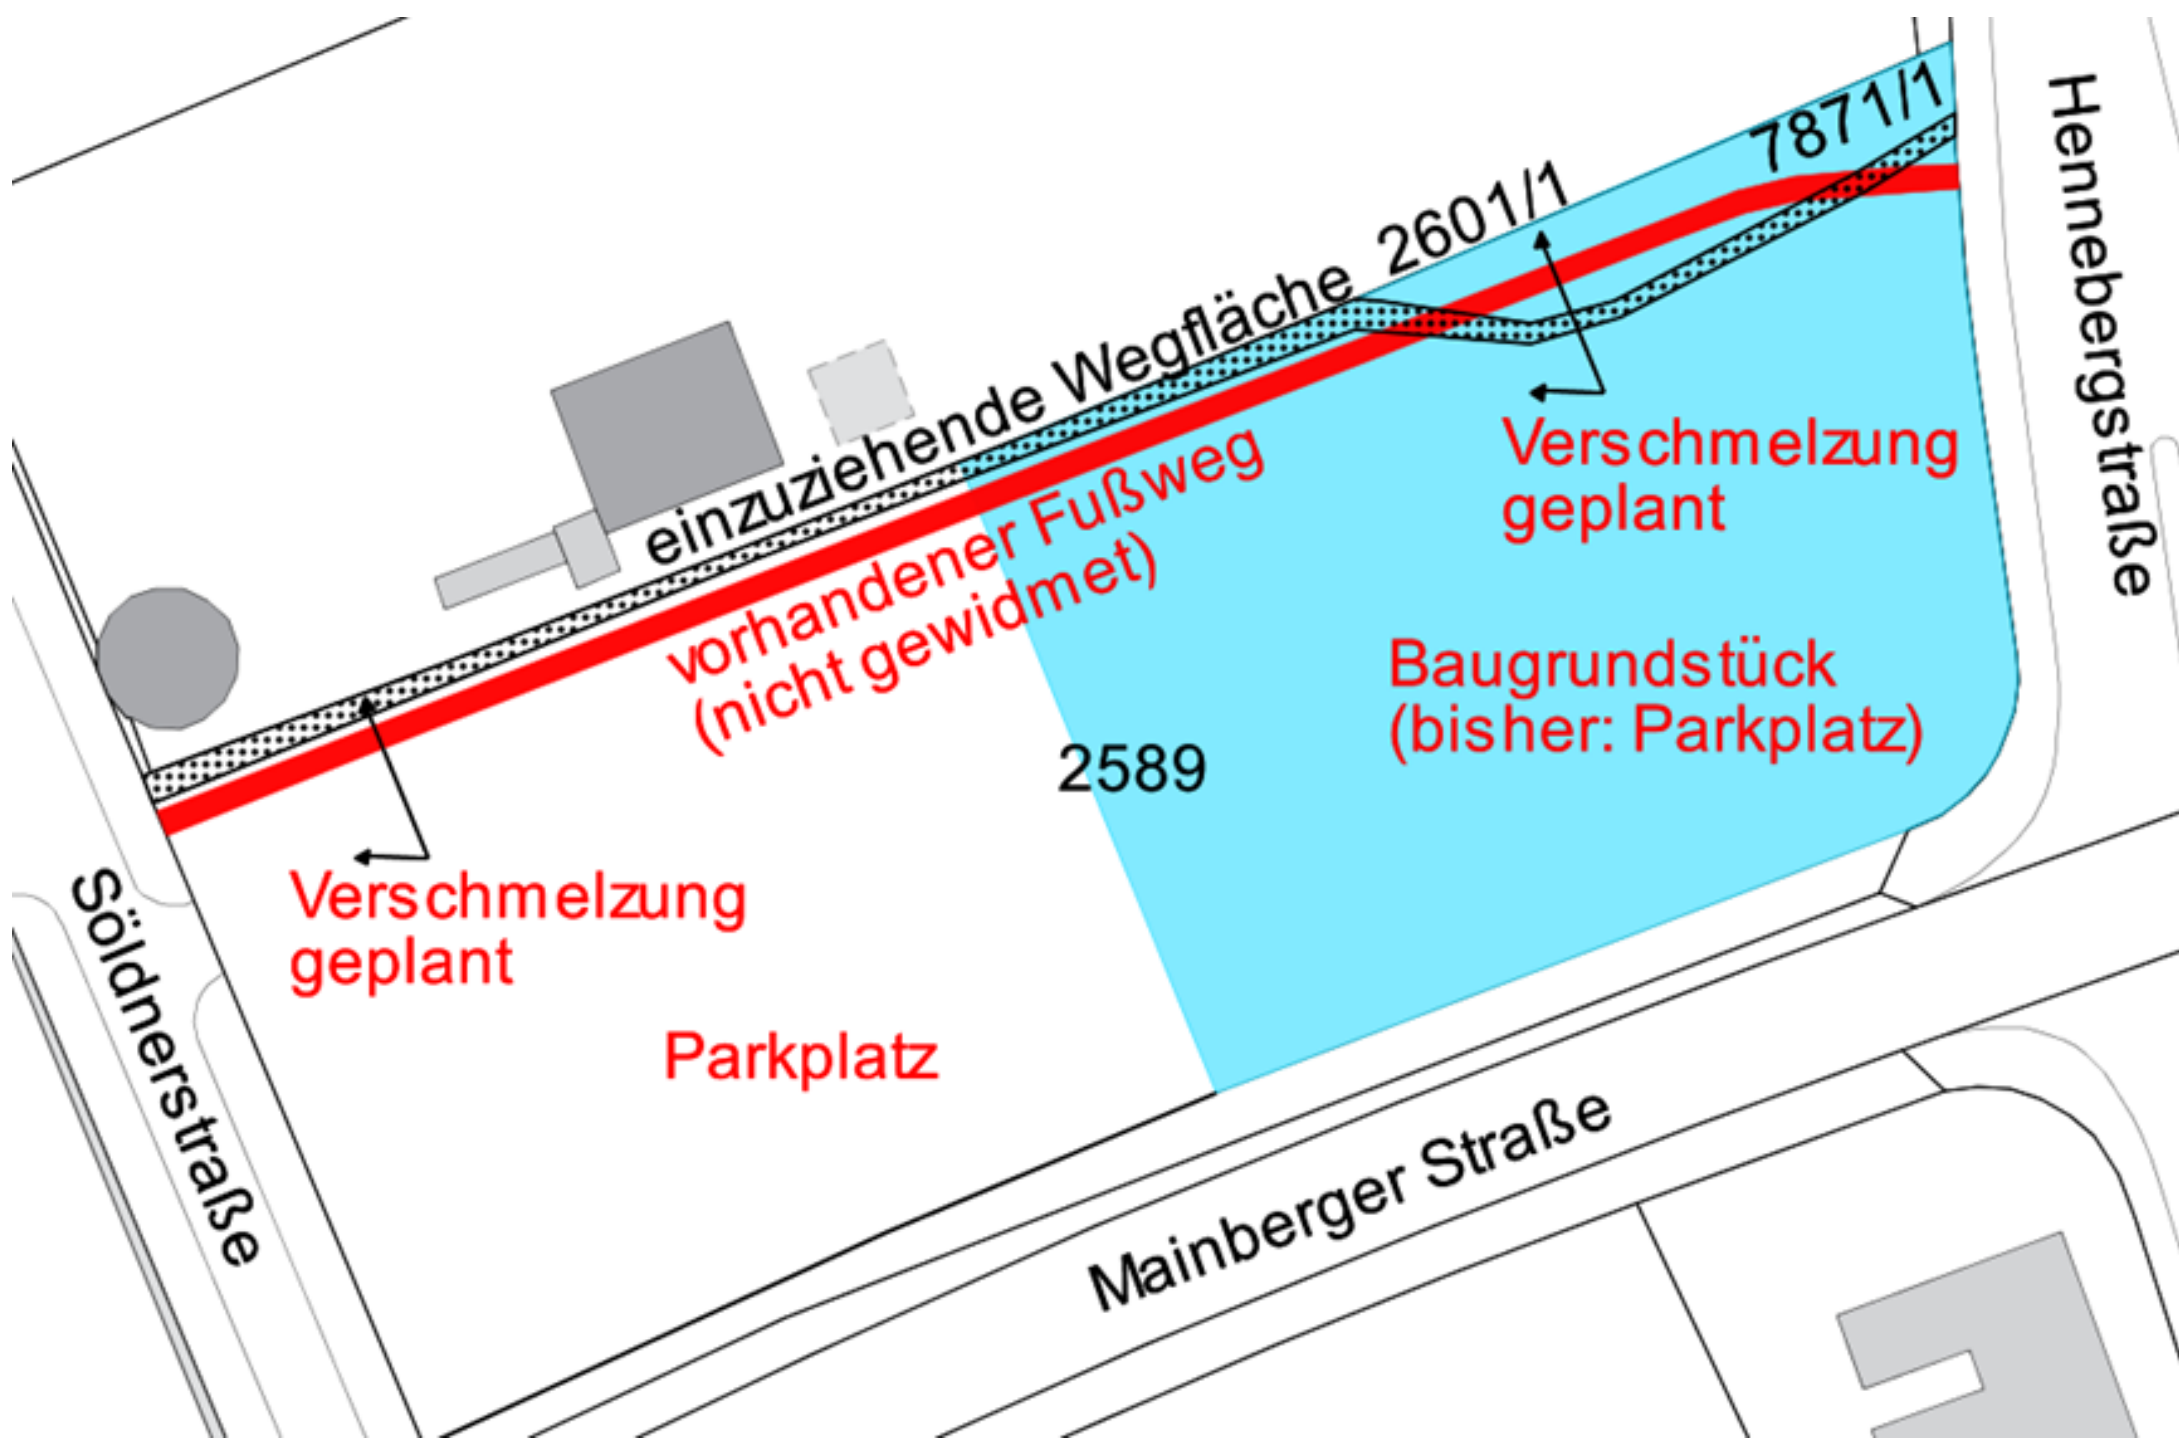 7871/1
Hennebergstraße
2601/1
einzuziehende Wegfläche
Verschmelzung
geplant
vorhandener Fußweg
(nicht gewidmet)
Baugrundstück
(bisher: Parkplatz)
2589
Verschmelzung
geplant
Söldnerstraße
Parkplatz
Mainberger Straße